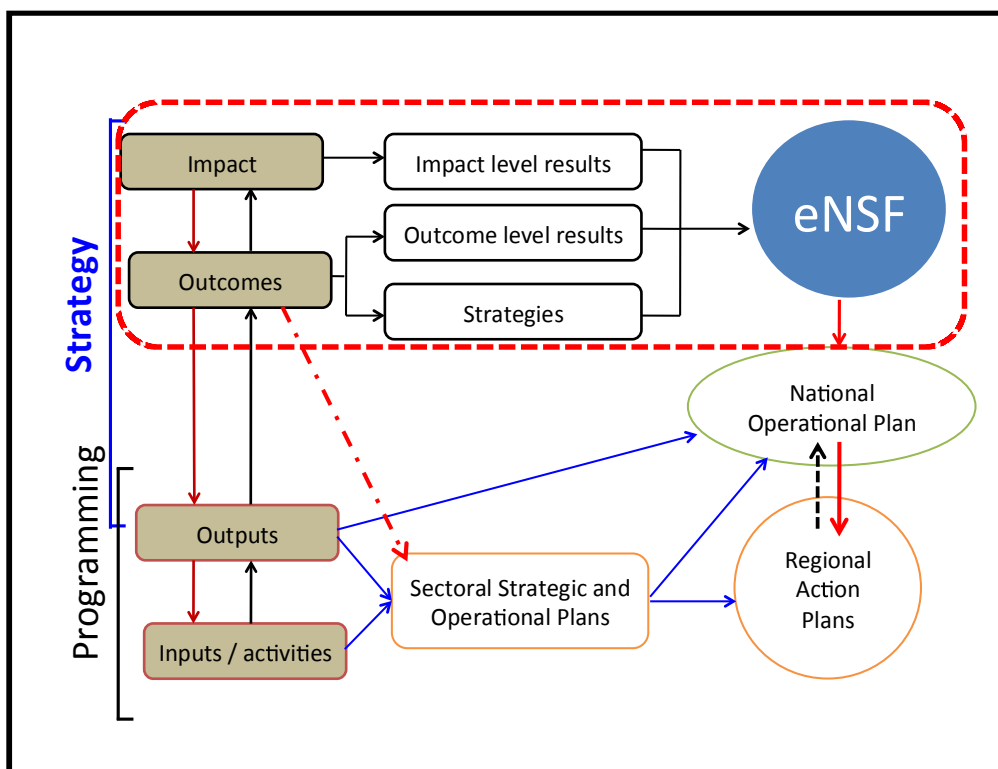 Impact
Impact level results
eNSF
Outcome level results
Outcomes
Strategies
Strategy
National
Operational Plan
Programming
Outputs
Sectoral Strategic and
Operational Plans
Regional
Action
Plans
Inputs / activities